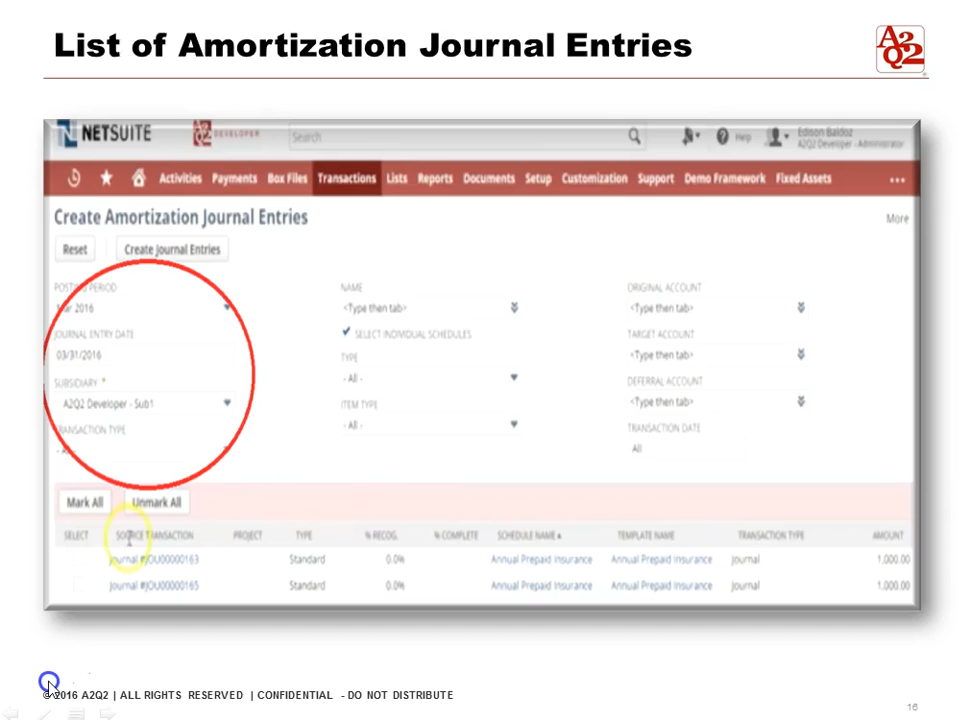 List of Amortization Journal Entries
A2Q2
NETSUITE A2Q2 DEVELOPER Search Help Edison Baldoz
A2Q2 Developer - Administrator
Activities Payments Box Files Transactions Lists Reports Documents Setup Customization Support Demo Framework Fixed Assets
Create Amortization Journal Entries More
Reset Create Journal Entries
POSTING PERIOD NAME ORIGINAL ACCOUNT
Mar 2016 <Type then tab> <Type then tab>
JOURNAL ENTRY DATE SELECT INDIVIDUAL SCHEDULES TARGET ACCOUNT
03/31/2016 TYPE <Type then tab>
SUBSIDIARY * - All - DEFERRAL ACCOUNT
A2Q2 Developer - Sub1 ITEM TYPE <Type then tab>
TRANSACTION TYPE - All - TRANSACTION DATE
- All - All
Mark All Unmark All
SELECT SOURCE TRANSACTION PROJECT TYPE % RECOG. % COMPLETE SCHEDULE NAME TEMPLATE NAME TRANSACTION TYPE AMOUNT
Journal #JOU00000163 Standard 0.0% Annual Prepaid Insurance Annual Prepaid Insurance Journal 1,000.00
Journal #JOU00000165 Standard 0.0% Annual Prepaid Insurance Annual Prepaid Insurance Journal 1,000.00
© 2016 A2Q2 | ALL RIGHTS RESERVED | CONFIDENTIAL - DO NOT DISTRIBUTE
16